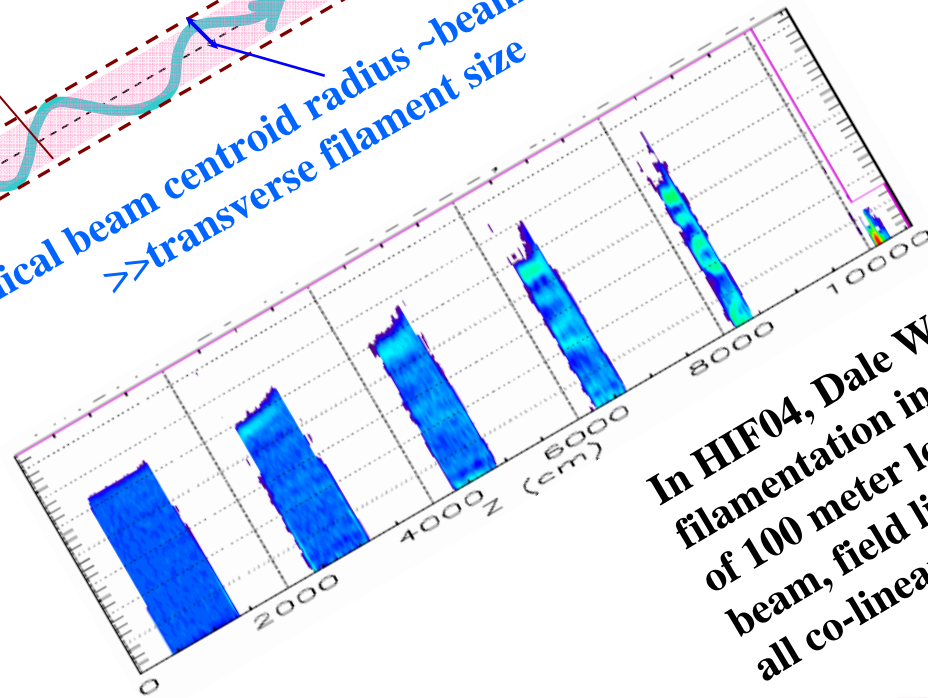 ical beam centroid radius ~beam
>>transverse filament size
0
2000
4000
6000
8000
10000
Z (cm)
In HIF04, Dale W
filamentation in
of 100 meter lo
beam, field li
all co-linea